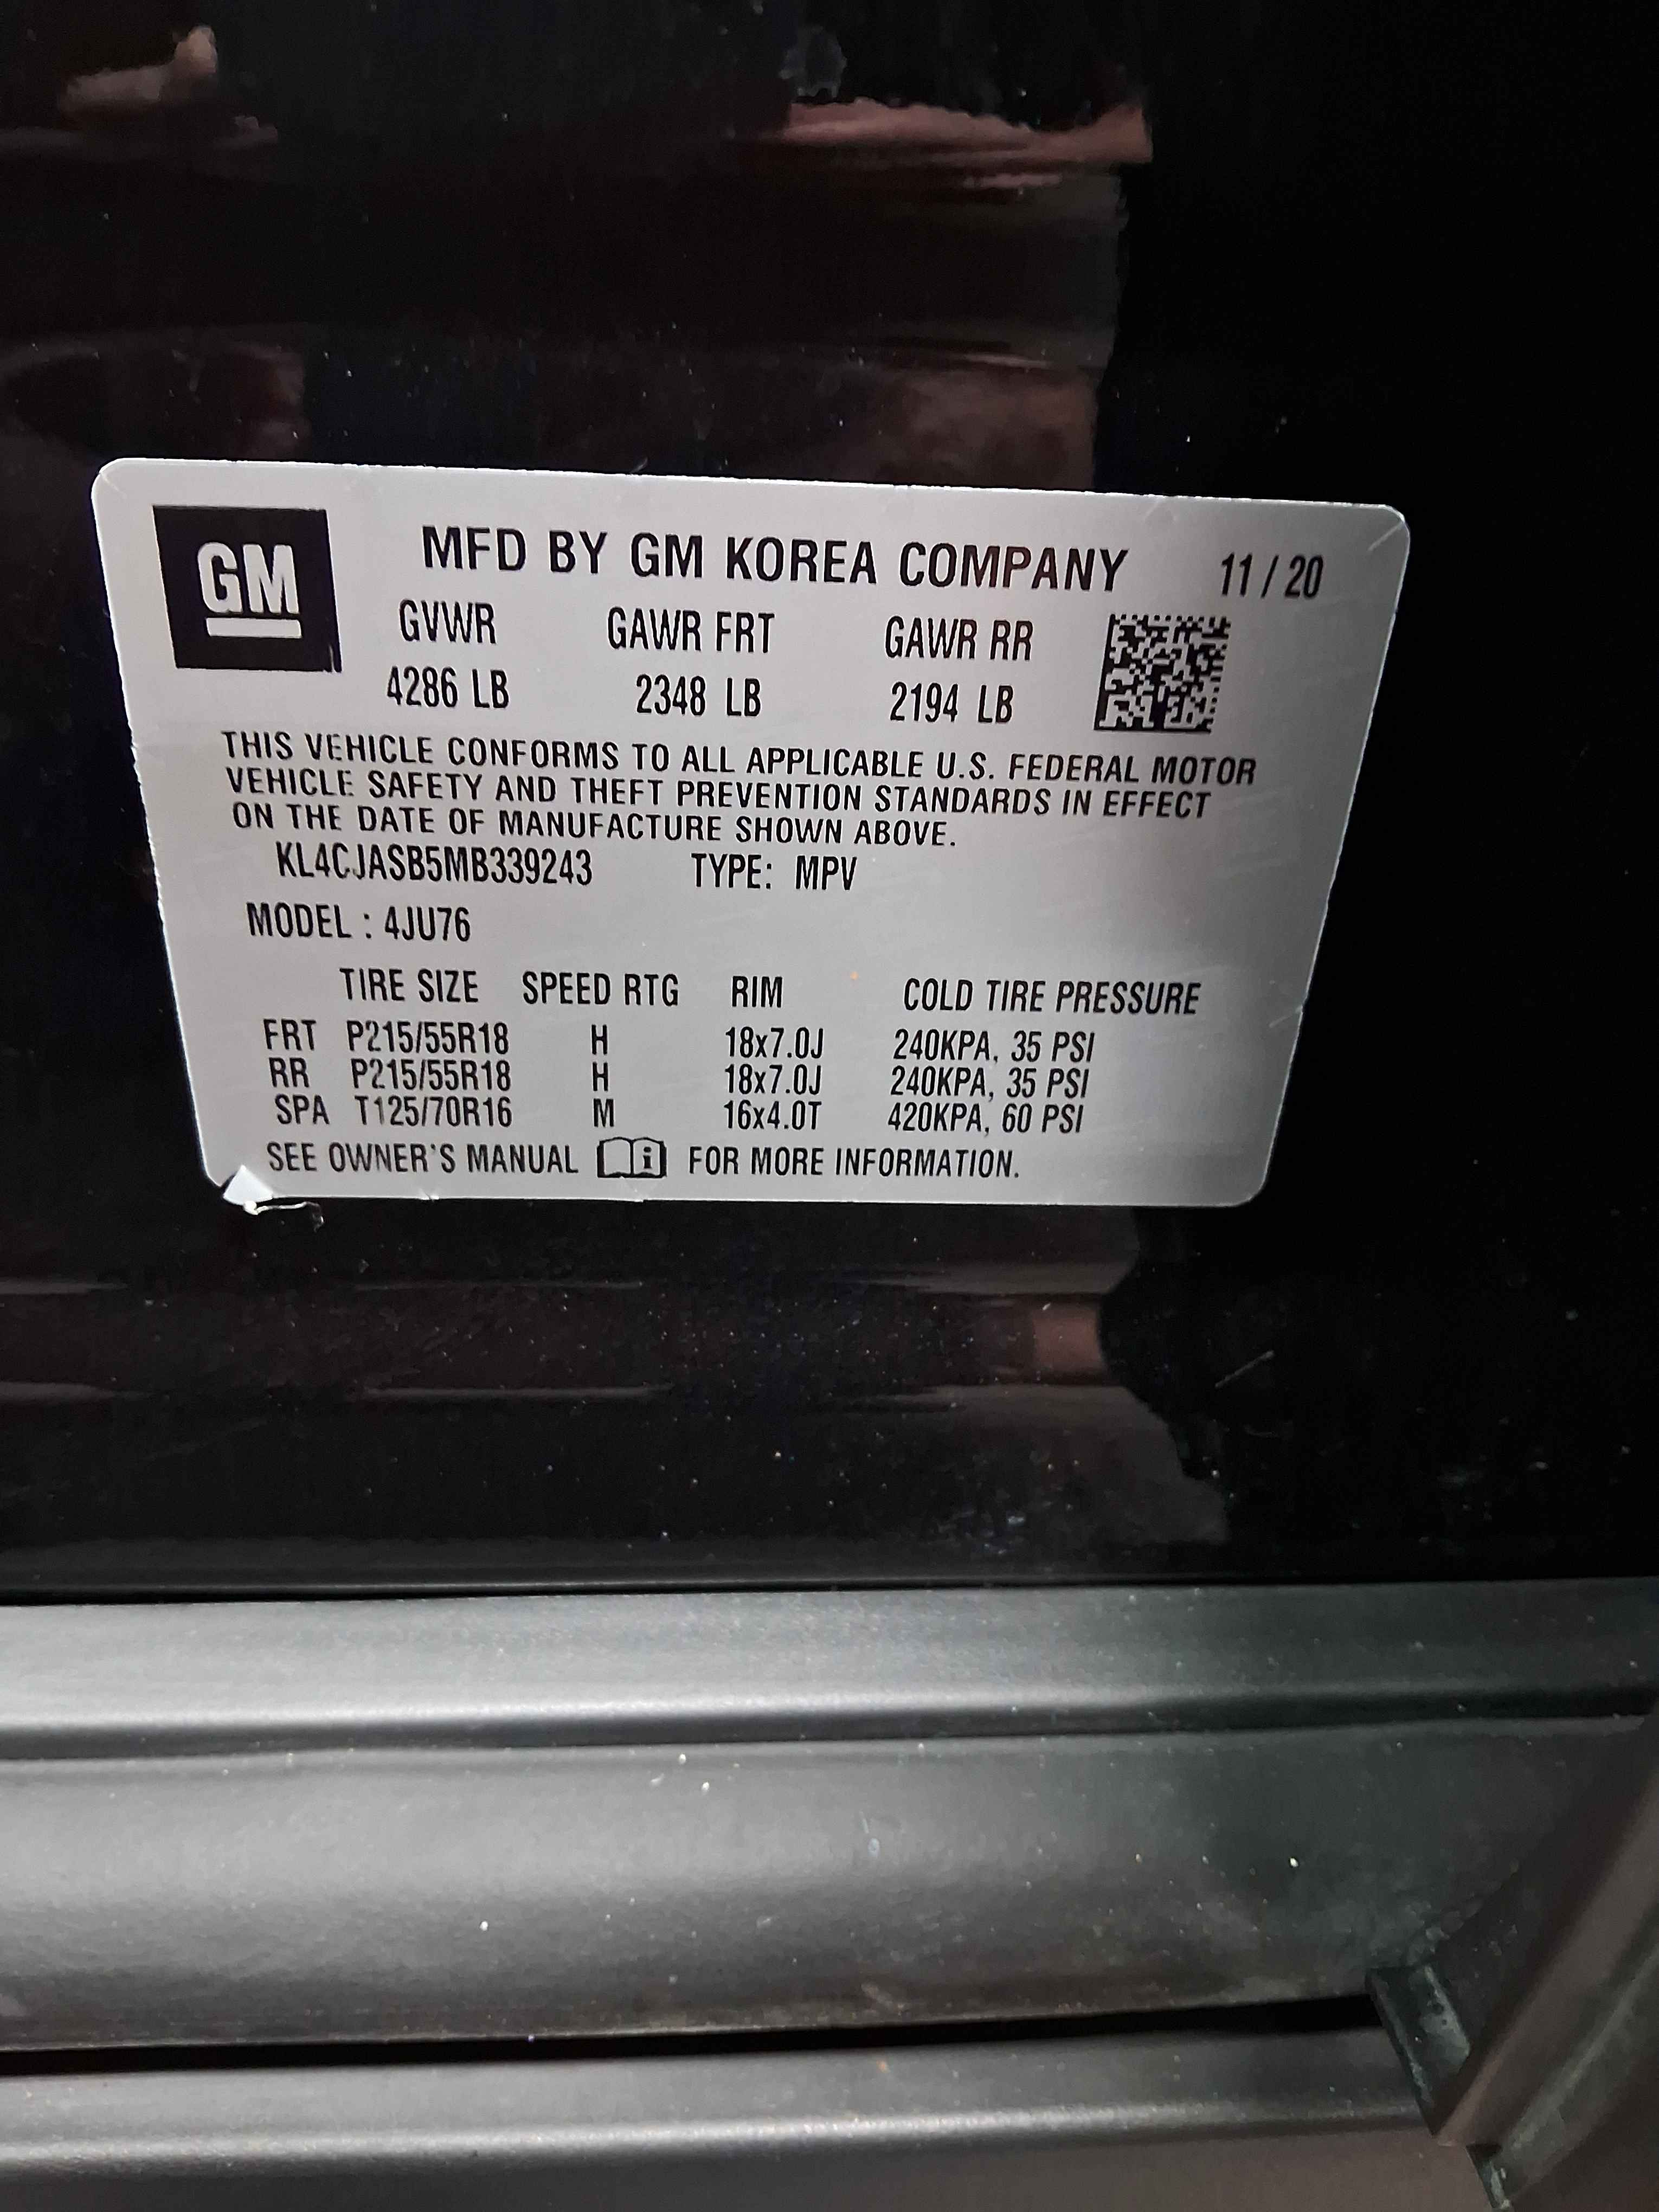 GM
MFD BY GM KOREA COMPANY 11 / 20
GVWR GAWR FRT GAWR RR
4286 LB 2348 LB 2194 LB
THIS VEHICLE CONFORMS TO ALL APPLICABLE U.S. FEDERAL MOTOR
VEHICLE SAFETY AND THEFT PREVENTION STANDARDS IN EFFECT
ON THE DATE OF MANUFACTURE SHOWN ABOVE.
KL4CJASB5MB339243 TYPE: MPV
MODEL : 4JU76
TIRE SIZE SPEED RTG RIM COLD TIRE PRESSURE
FRT P215/55R18 H 18x7.0J 240KPA, 35 PSI
RR P215/55R18 H 18x7.0J 240KPA, 35 PSI
SPA T125/70R16 M 16x4.0T 420KPA, 60 PSI
SEE OWNER'S MANUAL i FOR MORE INFORMATION.